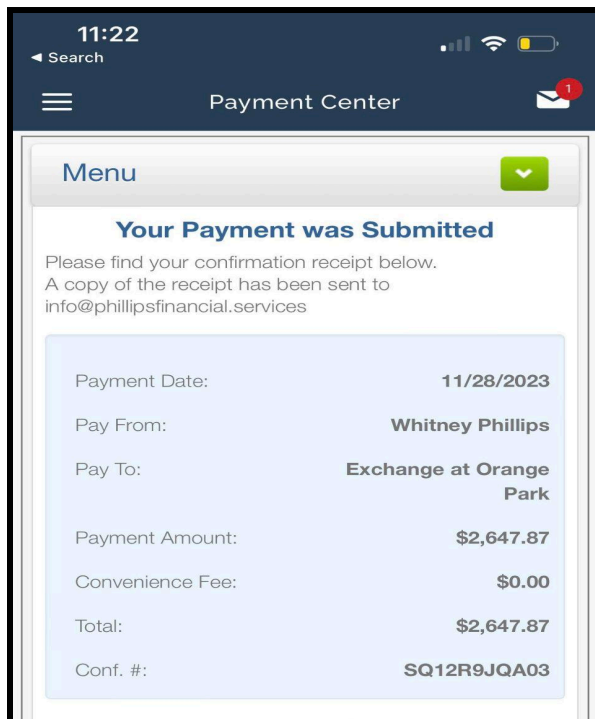 11:22
◄ Search
Payment Center
1
Menu
Your Payment was Submitted
Please find your confirmation receipt below.
A copy of the receipt has been sent to
info@phillipsfinancial.services
Payment Date: 11/28/2023
Pay From: Whitney Phillips
Pay To: Exchange at Orange
Park
Payment Amount: $2,647.87
Convenience Fee: $0.00
Total: $2,647.87
Conf. #: SQ12R9JQA03